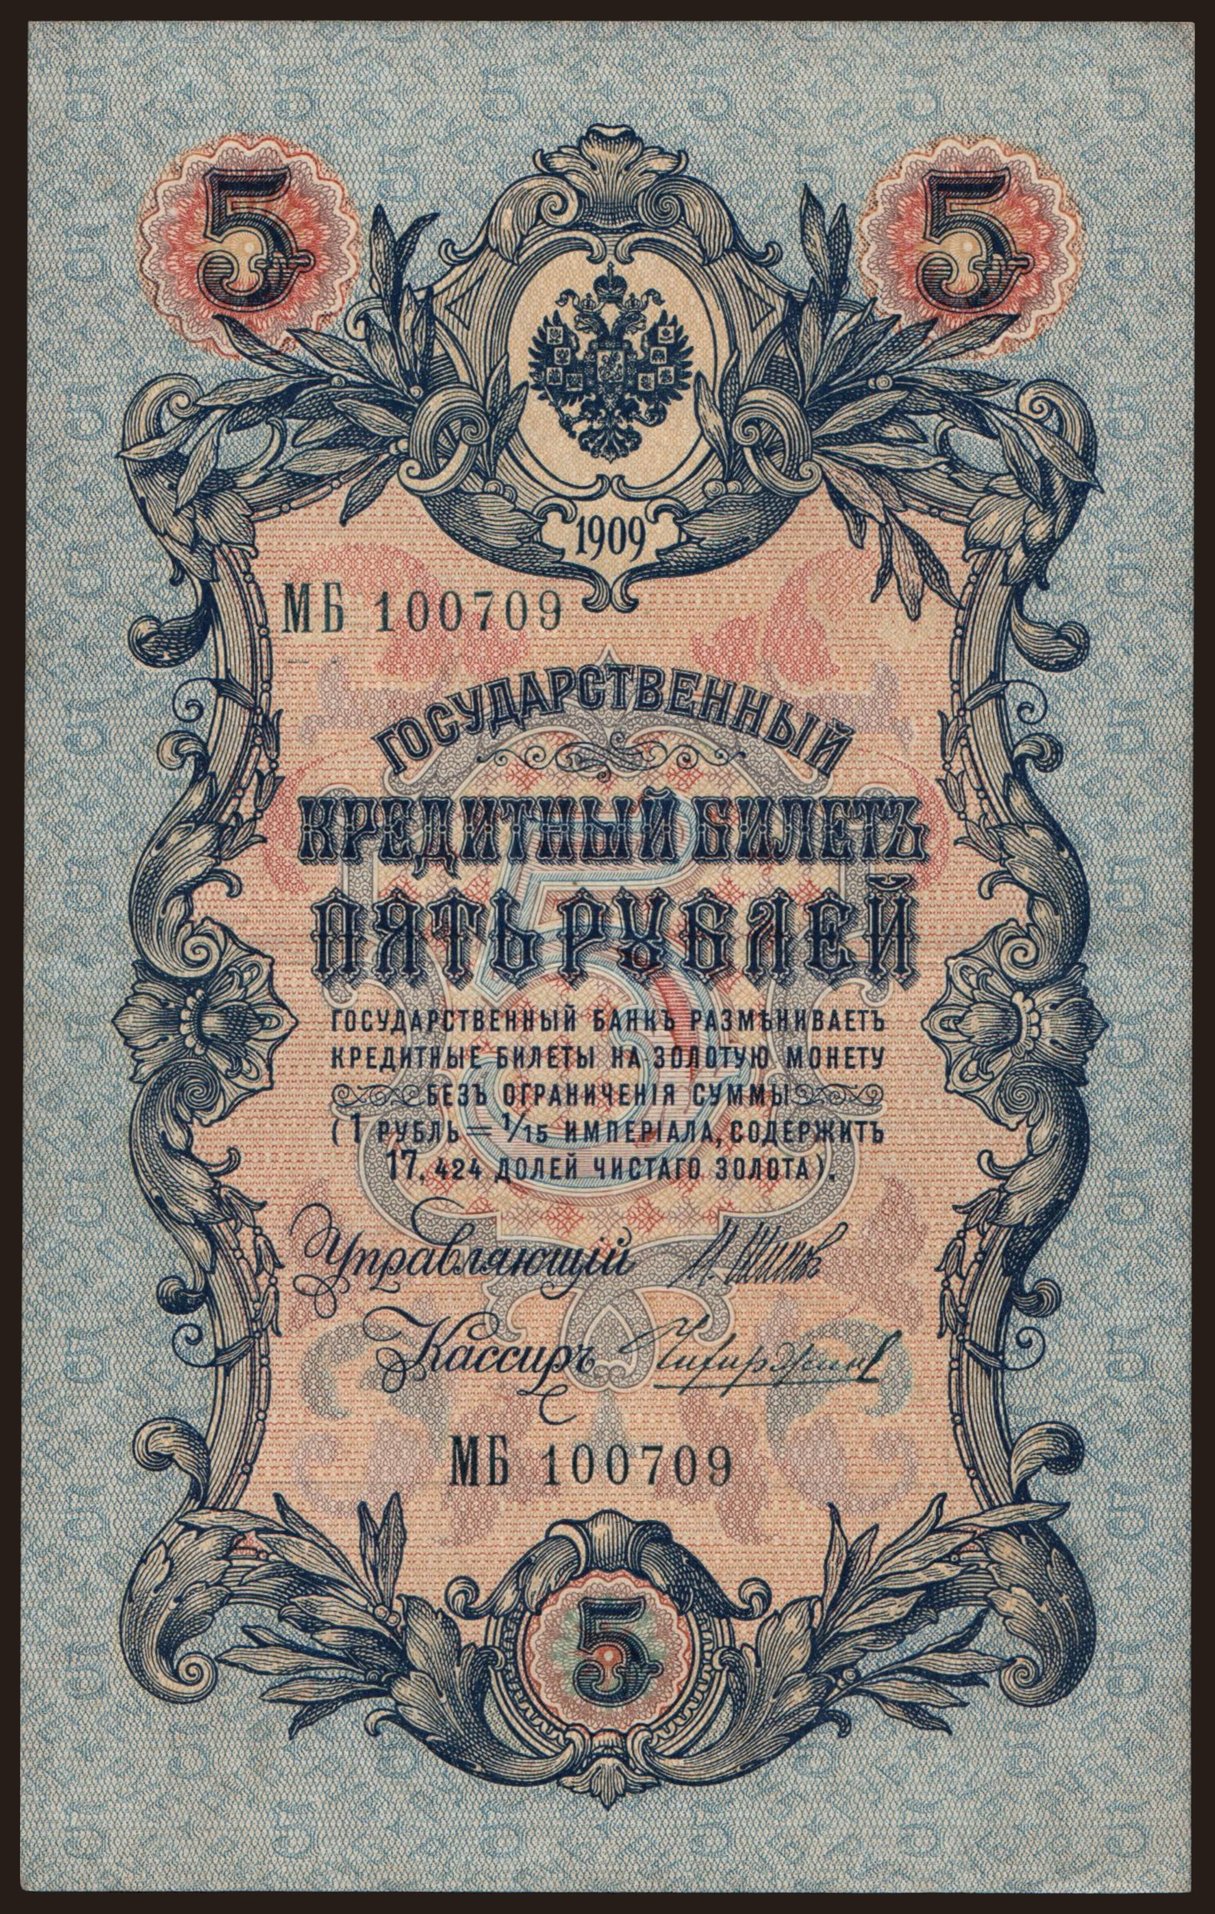 5 5
1909
МБ 100709
ГОСУДАРСТВЕННЫЙ
КРЕДИТНЫЙ БИЛЕТЪ
ПЯТЬ РУБЛЕЙ
ГОСУДАРСТВЕННЫЙ БАНКЪ РАЗМѢНИВАЕТЪ
КРЕДИТНЫЕ БИЛЕТЫ НА ЗОЛОТУЮ МОНЕТУ
БЕЗЪ ОГРАНИЧЕНІЯ СУММЫ
(1 РУБЛЬ = 1/15 ИМПЕРІАЛА, СОДЕРЖИТЪ
17,424 ДОЛЕЙ ЧИСТАГО ЗОЛОТА).
Управляющій И. Шиповъ
Кассиръ
МБ 100709
5